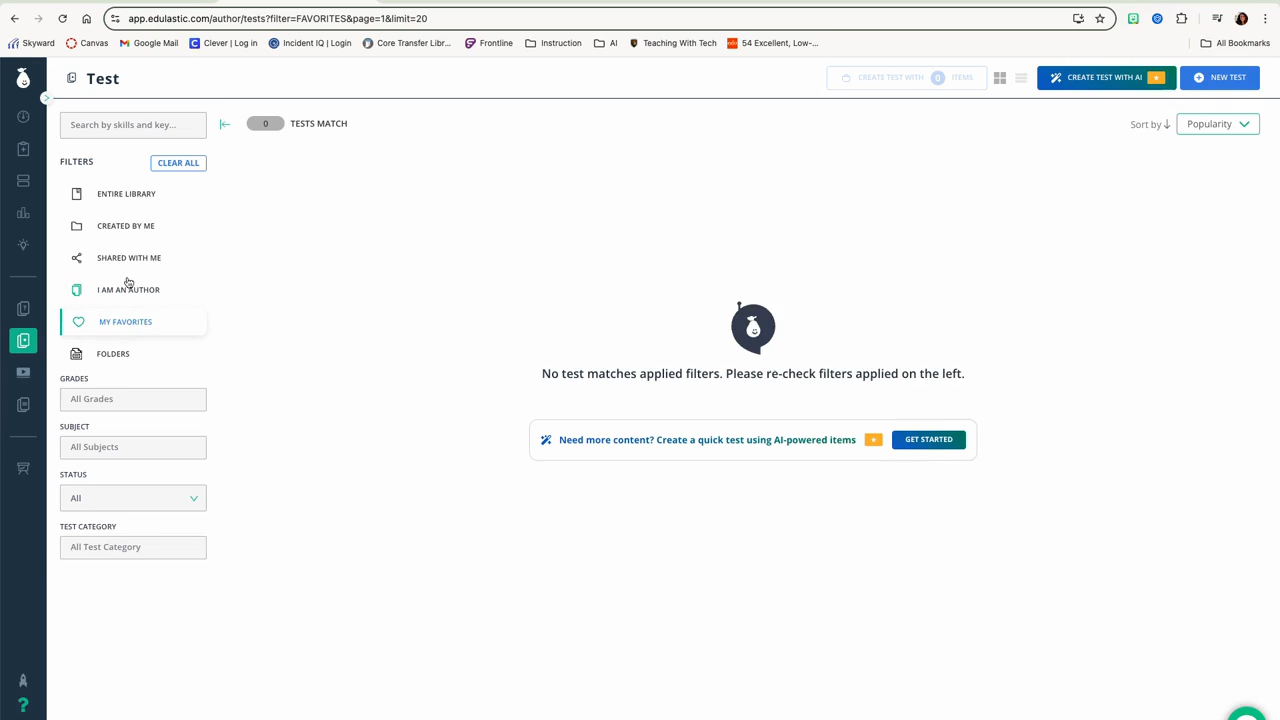 app.edulastic.com/author/tests?filter=FAVORITES&page=1&limit=20
Skyward
Canvas
Google Mail
Clever | Log in
Incident IQ | Login
Core Transfer Libr...
Frontline
Instruction
AI
Teaching With Tech
54 Excellent, Low-...
All Bookmarks
Test
CREATE TEST WITH 0 ITEMS
CREATE TEST WITH AI
NEW TEST
Search by skills and key...
0 TESTS MATCH
Sort by
Popularity
FILTERS
CLEAR ALL
ENTIRE LIBRARY
CREATED BY ME
SHARED WITH ME
I AM AN AUTHOR
MY FAVORITES
FOLDERS
GRADES
All Grades
SUBJECT
All Subjects
STATUS
All
TEST CATEGORY
All Test Category
No test matches applied filters. Please re-check filters applied on the left.
Need more content? Create a quick test using AI-powered items
GET STARTED
?